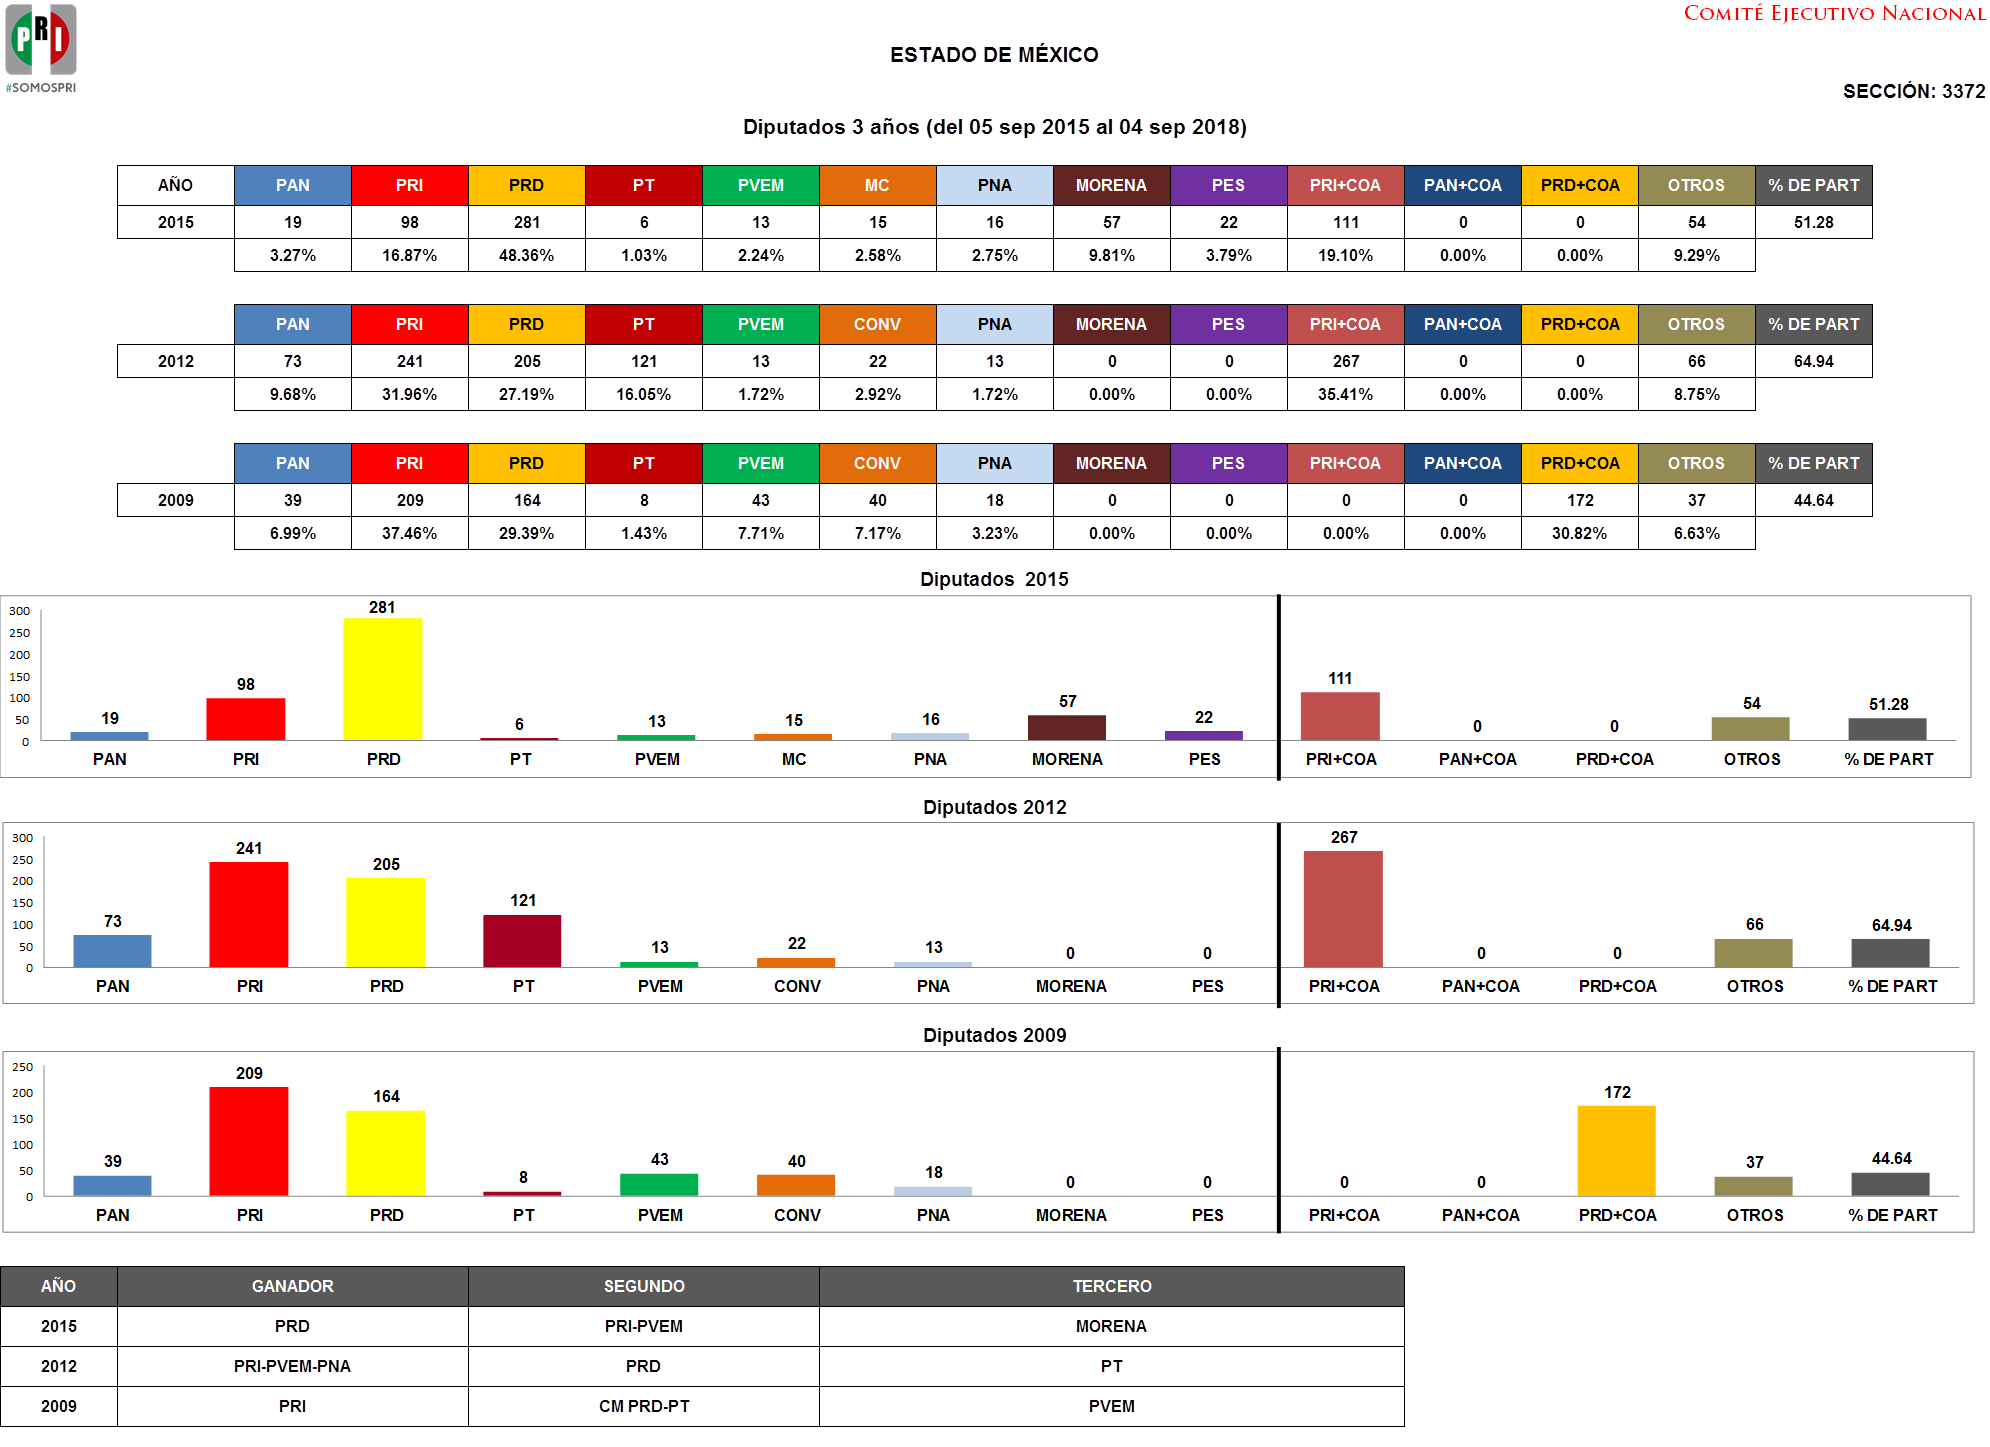 PRI
#SOMOSPRI
COMITÉ EJECUTIVO NACIONAL
ESTADO DE MÉXICO
SECCIÓN: 3372
Diputados 3 años (del 05 sep 2015 al 04 sep 2018)
AÑO PAN PRI PRD PT PVEM MC PNA MORENA PES PRI+COA PAN+COA PRD+COA OTROS % DE PART
2015 19 98 281 6 13 15 16 57 22 111 0 0 54 51.28
3.27% 16.87% 48.36% 1.03% 2.24% 2.58% 2.75% 9.81% 3.79% 19.10% 0.00% 0.00% 9.29%
PAN PRI PRD PT PVEM CONV PNA MORENA PES PRI+COA PAN+COA PRD+COA OTROS % DE PART
2012 73 241 205 121 13 22 13 0 0 267 0 0 66 64.94
9.68% 31.96% 27.19% 16.05% 1.72% 2.92% 1.72% 0.00% 0.00% 35.41% 0.00% 0.00% 8.75%
PAN PRI PRD PT PVEM CONV PNA MORENA PES PRI+COA PAN+COA PRD+COA OTROS % DE PART
2009 39 209 164 8 43 40 18 0 0 0 0 172 37 44.64
6.99% 37.46% 29.39% 1.43% 7.71% 7.17% 3.23% 0.00% 0.00% 0.00% 0.00% 30.82% 6.63%
Diputados 2015
300
250
200
150
100
50
0
19 98 281 6 13 15 16 57 22 111 0 0 54 51.28
PAN PRI PRD PT PVEM MC PNA MORENA PES PRI+COA PAN+COA PRD+COA OTROS % DE PART
Diputados 2012
300
250
200
150
100
50
0
73 241 205 121 13 22 13 0 0 267 0 0 66 64.94
PAN PRI PRD PT PVEM CONV PNA MORENA PES PRI+COA PAN+COA PRD+COA OTROS % DE PART
Diputados 2009
250
200
150
100
50
0
39 209 164 8 43 40 18 0 0 0 0 172 37 44.64
PAN PRI PRD PT PVEM CONV PNA MORENA PES PRI+COA PAN+COA PRD+COA OTROS % DE PART
AÑO GANADOR SEGUNDO TERCERO
2015 PRD PRI-PVEM MORENA
2012 PRI-PVEM-PNA PRD PT
2009 PRI CM PRD-PT PVEM